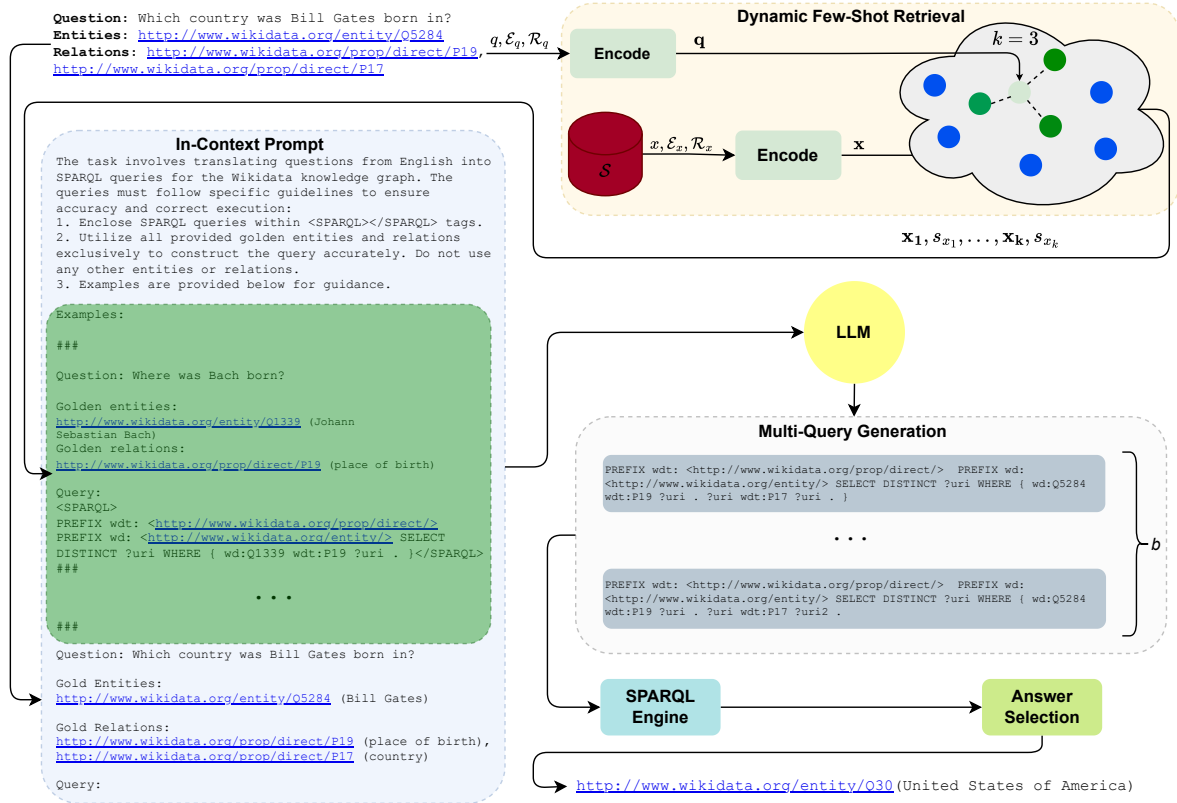 Question: Which country was Bill Gates born in?
Entities: http://www.wikidata.org/entity/Q5284
Relations: http://www.wikidata.org/prop/direct/P19,
http://www.wikidata.org/prop/direct/P17
q, ℰ_q, ℛ_q
Dynamic Few-Shot Retrieval
Encode
q
k = 3
S
x, ℰ_x, ℛ_x
Encode
x
x₁, s_{x₁}, . . . , x_k, s_{x_k}
In-Context Prompt
The task involves translating questions from English into
SPARQL queries for the Wikidata knowledge graph. The
queries must follow specific guidelines to ensure
accuracy and correct execution:
1. Enclose SPARQL queries within <SPARQL></SPARQL> tags.
2. Utilize all provided golden entities and relations
exclusively to construct the query accurately. Do not use
any other entities or relations.
3. Examples are provided below for guidance.
Examples:
###
Question: Where was Bach born?
Golden entities:
http://www.wikidata.org/entity/Q1339 (Johann
Sebastian Bach)
Golden relations:
http://www.wikidata.org/prop/direct/P19 (place of birth)
Query:
<SPARQL>
PREFIX wdt: <http://www.wikidata.org/prop/direct/>
PREFIX wd: <http://www.wikidata.org/entity/> SELECT
DISTINCT ?uri WHERE { wd:Q1339 wdt:P19 ?uri . }</SPARQL>
###
...
###
Question: Which country was Bill Gates born in?
Gold Entities:
http://www.wikidata.org/entity/Q5284 (Bill Gates)
Gold Relations:
http://www.wikidata.org/prop/direct/P19 (place of birth),
http://www.wikidata.org/prop/direct/P17 (country)
Query:
LLM
Multi-Query Generation
PREFIX wdt: <http://www.wikidata.org/prop/direct/> PREFIX wd:
<http://www.wikidata.org/entity/> SELECT DISTINCT ?uri WHERE { wd:Q5284
wdt:P19 ?uri . ?uri wdt:P17 ?uri . }
...
PREFIX wdt: <http://www.wikidata.org/prop/direct/> PREFIX wd:
<http://www.wikidata.org/entity/> SELECT DISTINCT ?uri WHERE { wd:Q5284
wdt:P19 ?uri . ?uri wdt:P17 ?uri2 .
b
SPARQL
Engine
Answer
Selection
http://www.wikidata.org/entity/Q30(United States of America)